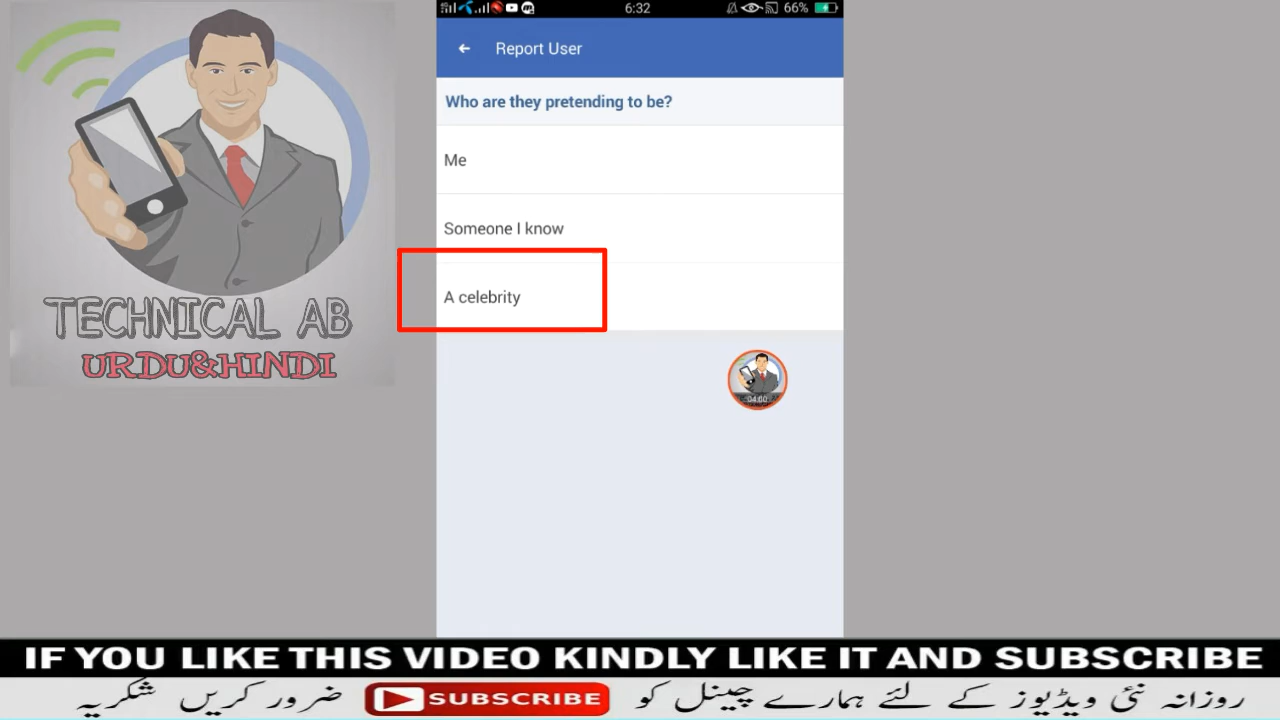 6:32
66%
Report User
Who are they pretending to be?
Me
Someone I know
A celebrity
04:00
TECHNICAL AB
URDU&HINDI
IF YOU LIKE THIS VIDEO KINDLY LIKE IT AND SUBSCRIBE
روزانہ نئی ویڈیوز کے لئے ہمارے چینل کو SUBSCRIBE ضرور کریں شکریہ